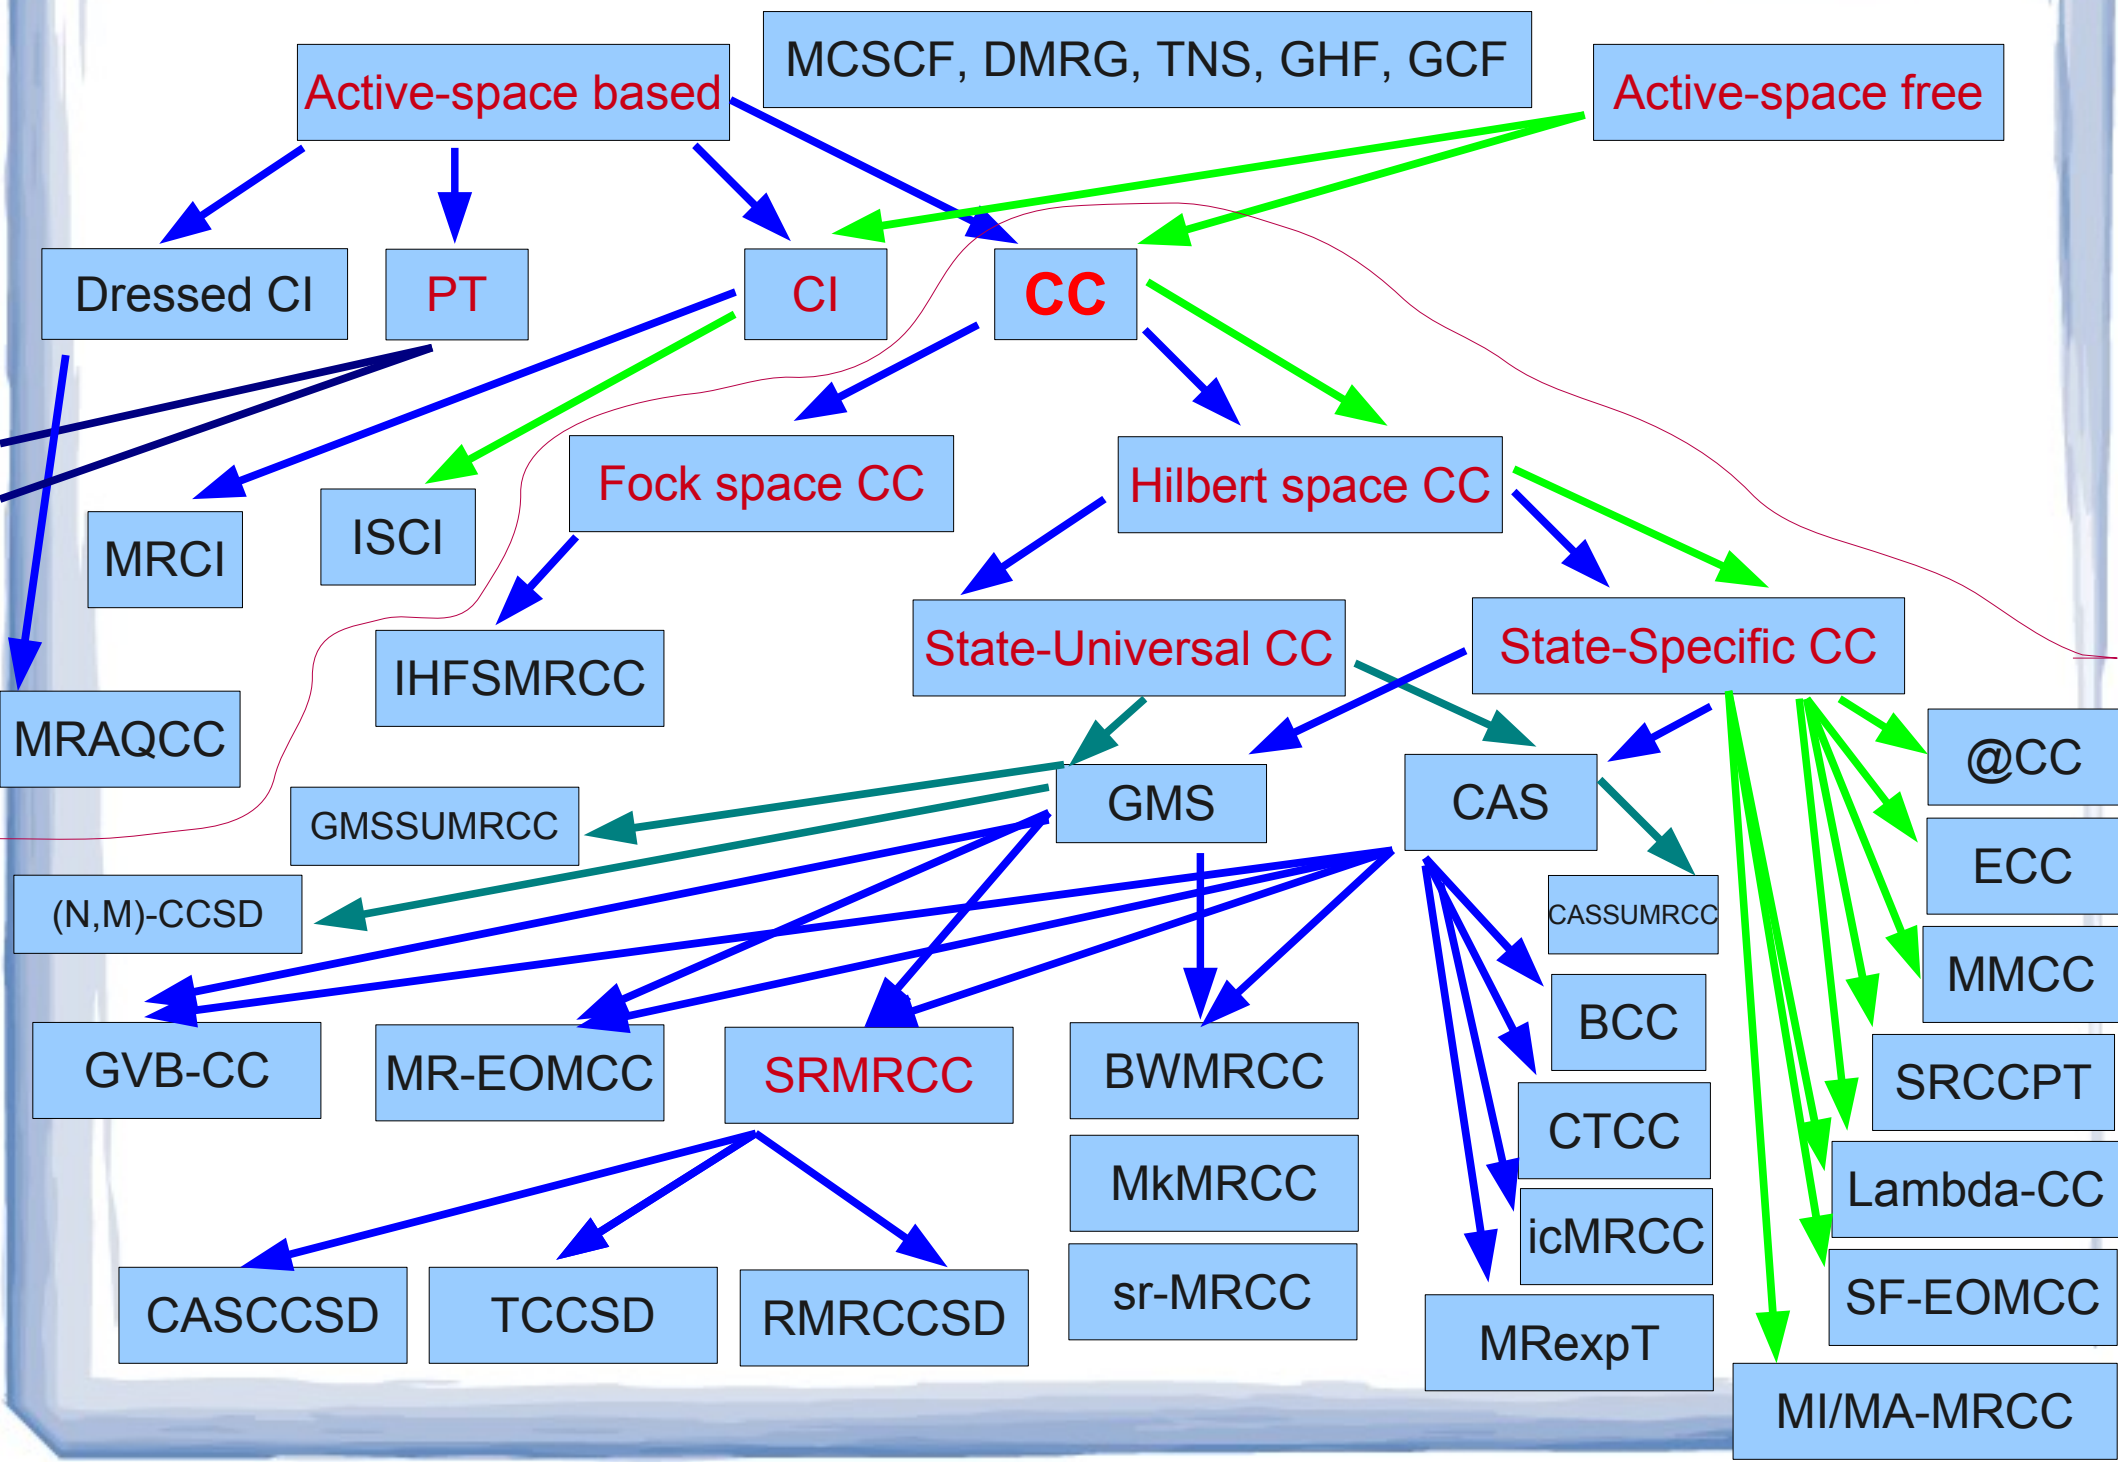 MCSCF, DMRG, TNS, GHF, GCF
Active-space based
Active-space free
Dressed CI
PT
CI
CC
Fock space CC
Hilbert space CC
MRCI
ISCI
State-Universal CC
State-Specific CC
IHFSMRCC
MRAQCC
@CC
GMS
CAS
GMSSUMRCC
ECC
(N,M)-CCSD
CASSUMRCC
MMCC
BCC
GVB-CC
MR-EOMCC
SRMRCC
BWMRCC
SRCCPT
CTCC
MkMRCC
Lambda-CC
icMRCC
sr-MRCC
SF-EOMCC
CASCCSD
TCCSD
RMRCCSD
MRexpT
MI/MA-MRCC